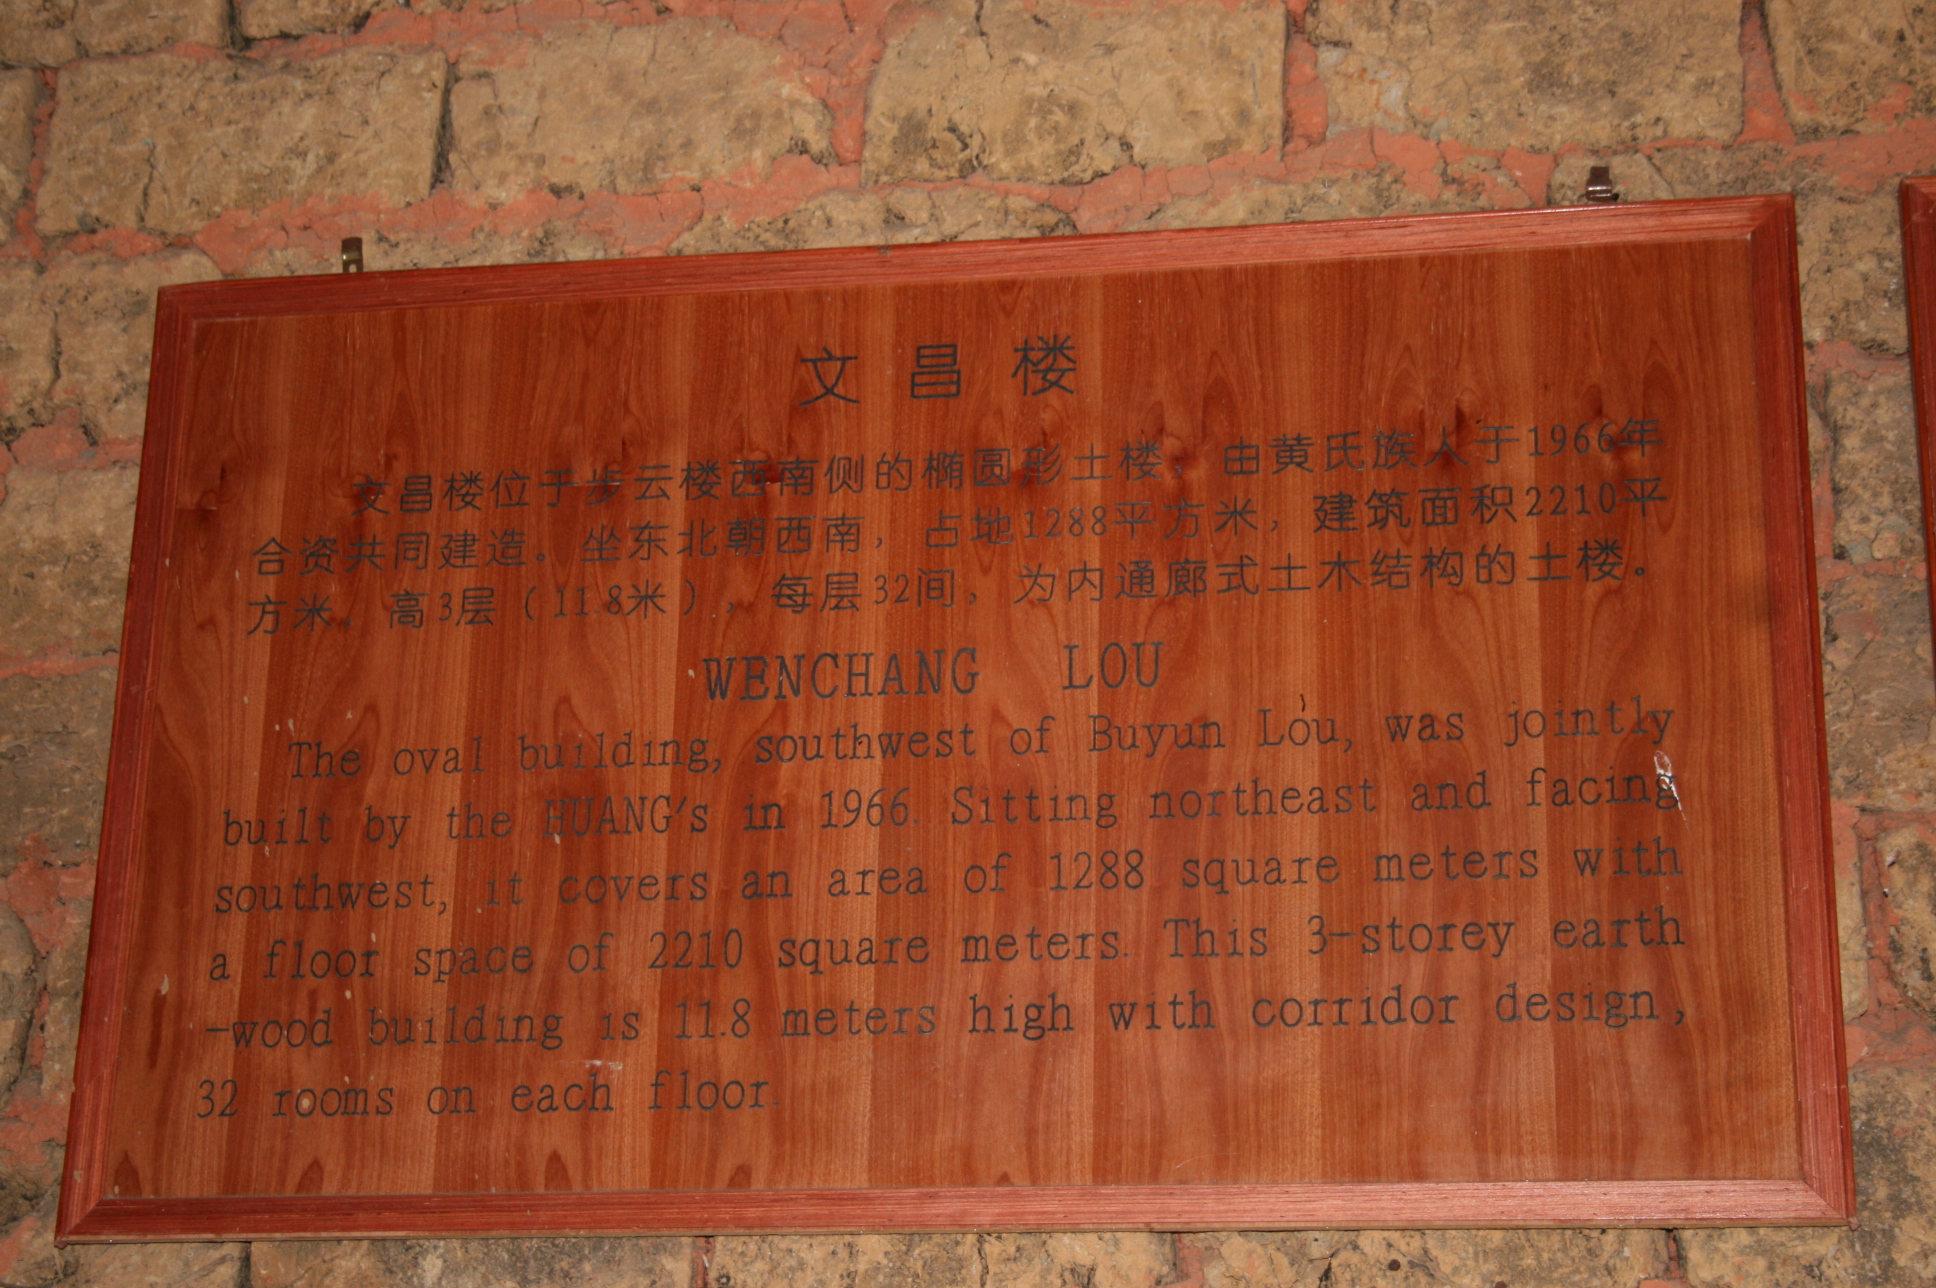 文昌楼
文昌楼位于步云楼西南侧的椭圆形土楼，由黄氏族人于1966年
合资共同建造。坐东北朝西南，占地1288平方米，建筑面积2210平
方米，高3层（11.8米），每层32间，为内通廊式土木结构的土楼。
WENCHANG LOU
The oval building, southwest of Buyun Lou, was jointly
built by the HUANG's in 1966. Sitting northeast and facing
southwest, it covers an area of 1288 square meters with
a floor space of 2210 square meters. This 3-storey earth
-wood building is 11.8 meters high with corridor design,
32 rooms on each floor.